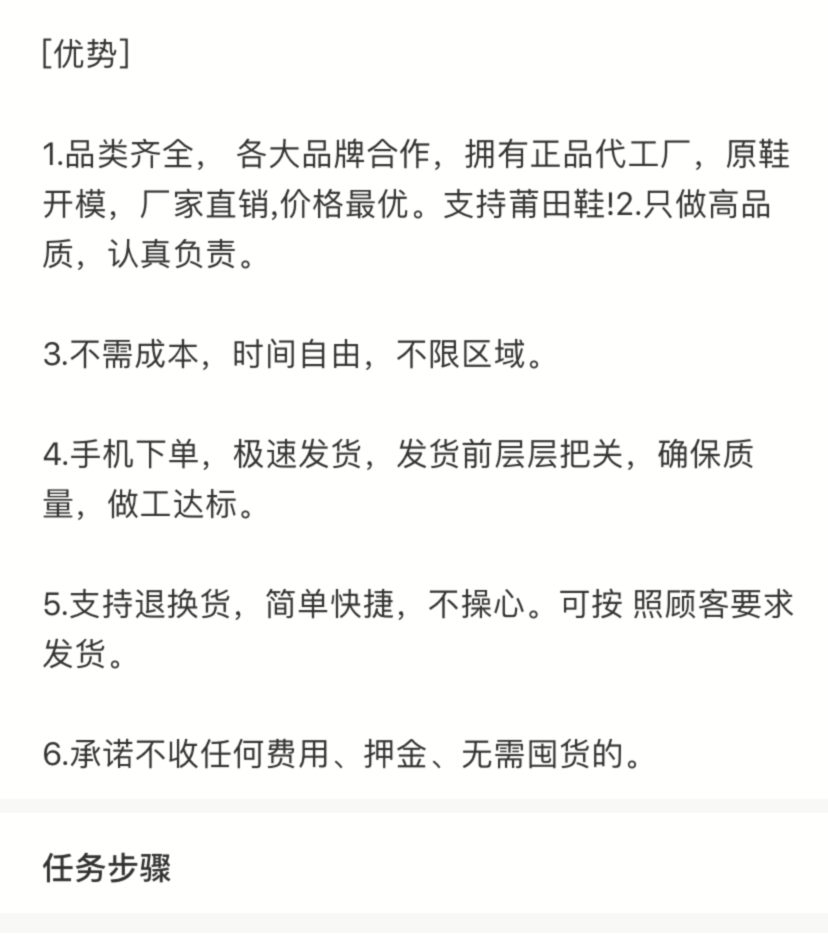 [优势]
1.品类齐全， 各大品牌合作，拥有正品代工厂，原鞋
开模，厂家直销,价格最优。支持莆田鞋!2.只做高品
质，认真负责。
3.不需成本，时间自由，不限区域。
4.手机下单，极速发货，发货前层层把关，确保质
量，做工达标。
5.支持退换货，简单快捷，不操心。可按 照顾客要求
发货。
6.承诺不收任何费用、押金、无需囤货的。
任务步骤